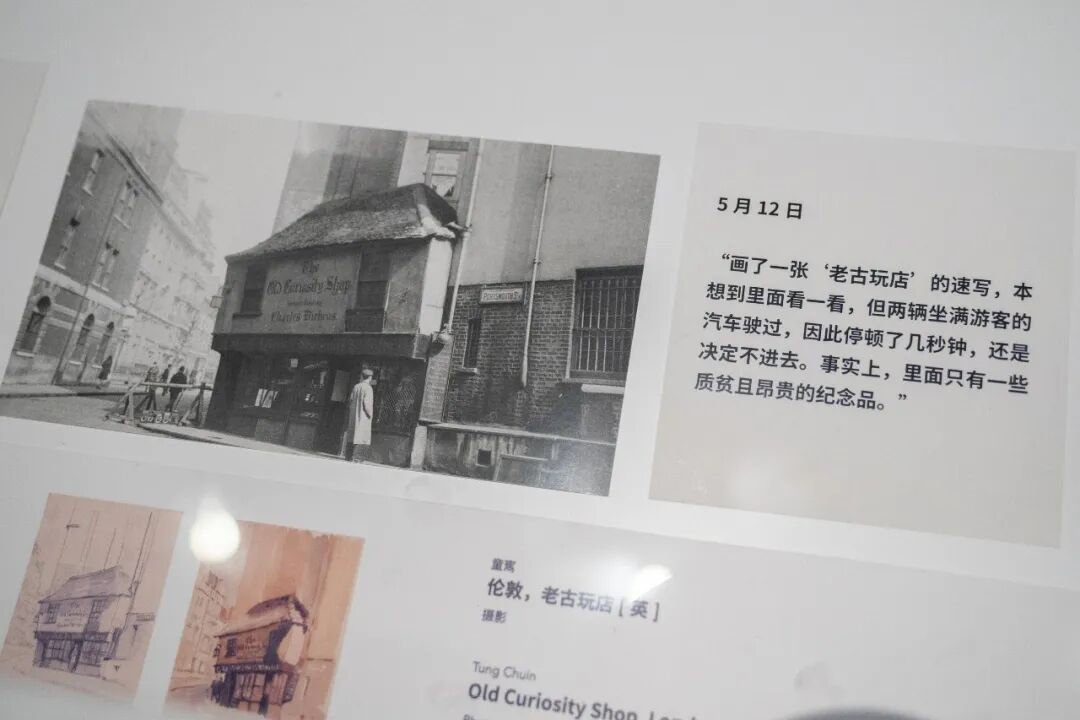 The
Old Curiosity Shop
Charles Dickens
PORTSMOUTH ST
5月12日
“画了一张‘老古玩店’的速写，本
想到里面看一看，但两辆坐满游客的
汽车驶过，因此停顿了几秒钟，还是
决定不进去。事实上，里面只有一些
质贫且昂贵的纪念品。”
童寯
伦敦，老古玩店 [ 英 ]
摄影
Tung Chuin
Old Curiosity Shop